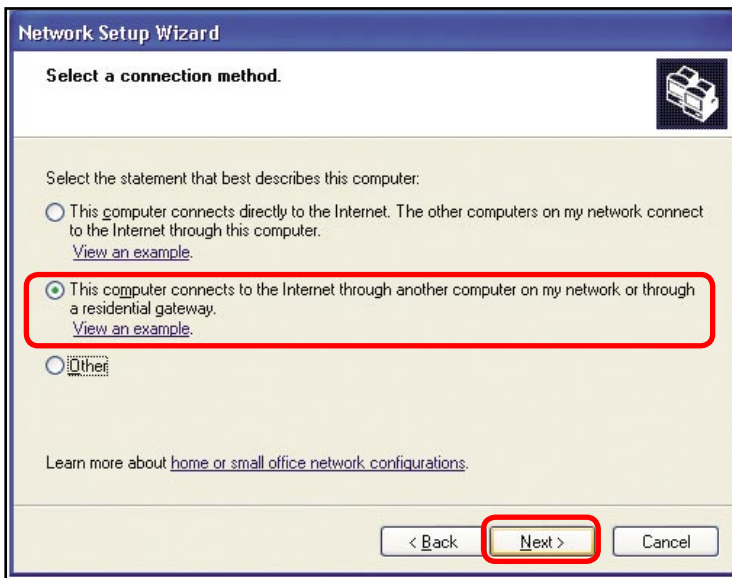 Network Setup Wizard
Select a connection method.
Select the statement that best describes this computer:
This computer connects directly to the Internet. The other computers on my network connect
to the Internet through this computer.
View an example.
This computer connects to the Internet through another computer on my network or through
a residential gateway.
View an example.
Other
Learn more about home or small office network configurations.
< Back Next > Cancel